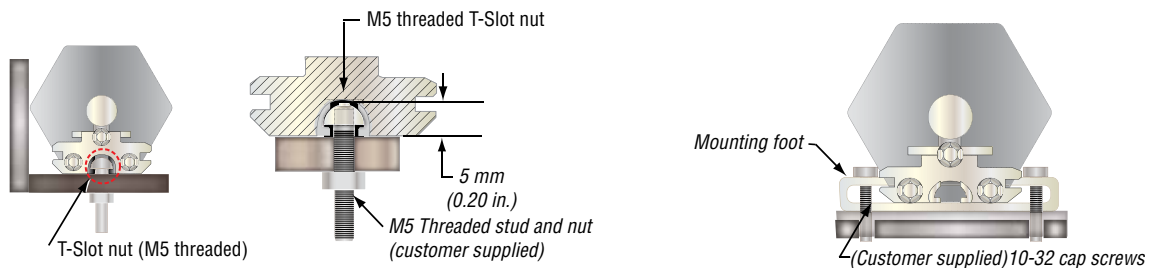 M5 threaded T-Slot nut
5 mm
(0.20 in.)
M5 Threaded stud and nut
(customer supplied)
T-Slot nut (M5 threaded)
Mounting foot
(Customer supplied)10-32 cap screws